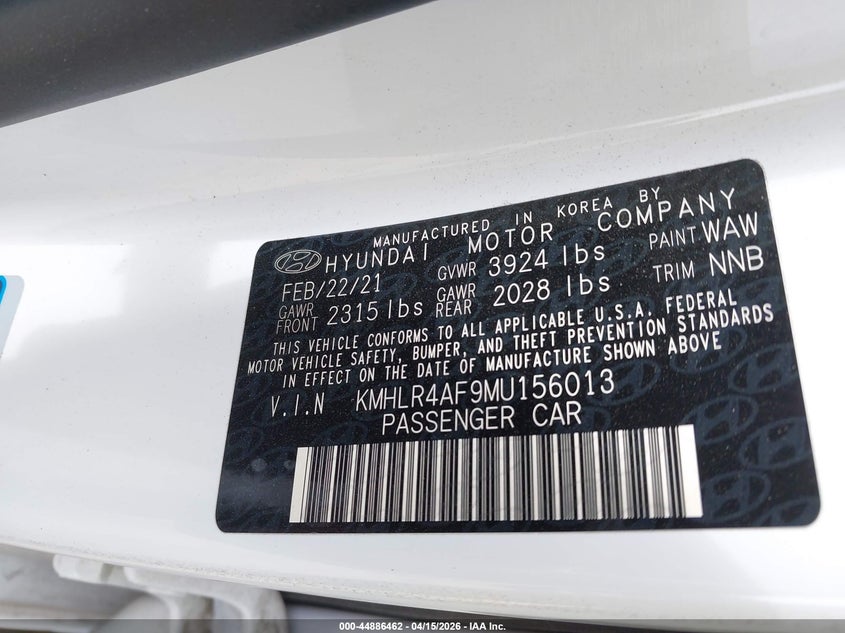 MANUFACTURED IN KOREA BY
HYUNDAI MOTOR COMPANY
FEB/22/21 GVWR 3924 lbs PAINT WAW
GAWR FRONT 2315 lbs GAWR REAR 2028 lbs TRIM NNB
THIS VEHICLE CONFORMS TO ALL APPLICABLE U.S.A. FEDERAL
MOTOR VEHICLE SAFETY, BUMPER, AND THEFT PREVENTION STANDARDS
IN EFFECT ON THE DATE OF MANUFACTURE SHOWN ABOVE
V.I.N KMHLR4AF9MU156013
PASSENGER CAR
000-44886462 - 04/15/2026 - IAA Inc.